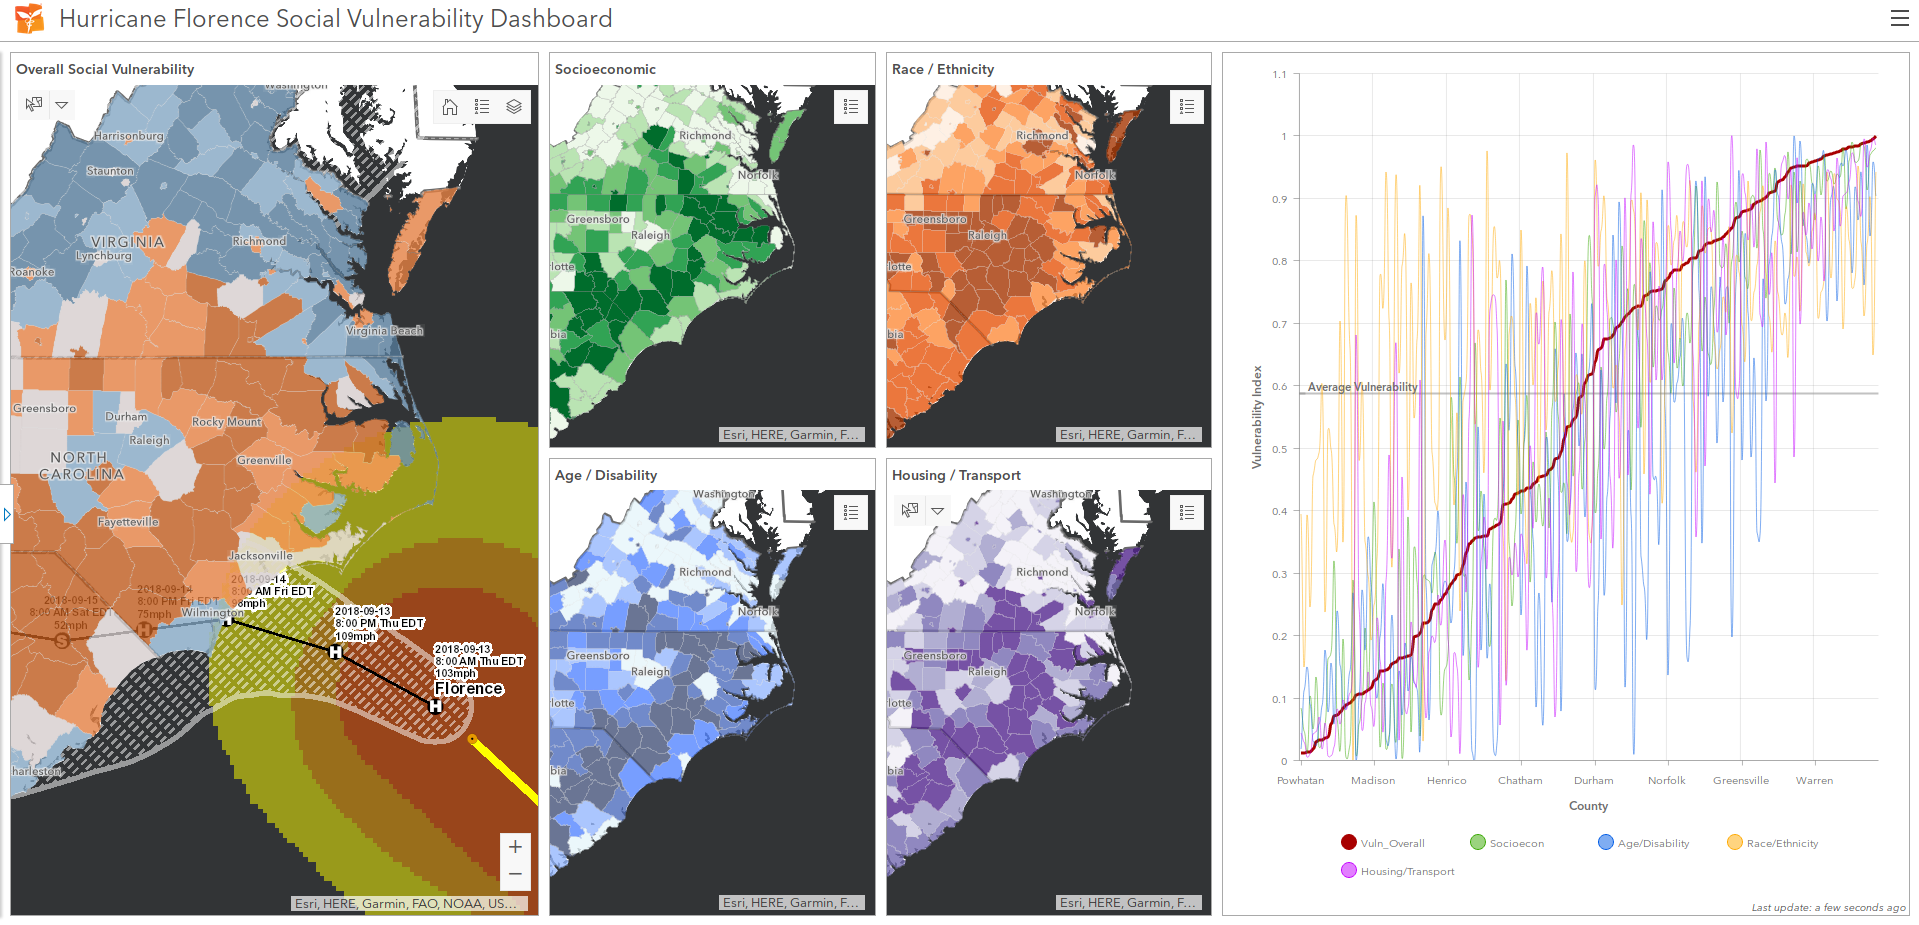 Hurricane Florence Social Vulnerability Dashboard
Overall Social Vulnerability
Washington
Harrisonburg
Staunton
VIRGINIA
Lynchburg
Richmond
Roanoke
Virginia Beach
Greensboro
Durham
Raleigh
Rocky Mount
NORTH
CAROLINA
Greenville
Fayetteville
Jacksonville
2018-09-14
8:00 AM Fri EDT
98mph
2018-09-14
8:00 PM Fri EDT
75mph
2018-09-15
8:00 AM Sat EDT
52mph
Wilmington
S
H
H
H
2018-09-13
8:00 PM Thu EDT
109mph
2018-09-13
8:00 AM Thu EDT
103mph
Florence
H
harleston
+
−
Esri, HERE, Garmin, FAO, NOAA, US...
Socioeconomic
Richmond
Norfolk
Greensboro
Raleigh
lotte
bia
Esri, HERE, Garmin, F...
Race / Ethnicity
Richmond
Norfolk
Greensboro
Raleigh
lotte
bia
Esri, HERE, Garmin, F...
Age / Disability
Washington
Richmond
Norfolk
Greensboro
Raleigh
lotte
bia
Esri, HERE, Garmin, F...
Housing / Transport
Washington
Richmond
Norfolk
Greensboro
Raleigh
lotte
bia
Esri, HERE, Garmin, F...
Vulnerability Index
1.1
1
0.9
0.8
0.7
0.6
0.5
0.4
0.3
0.2
0.1
0
Average Vulnerability
Powhatan Madison Henrico Chatham Durham Norfolk Greensville Warren
County
Vuln_Overall Socioecon Age/Disability Race/Ethnicity
Housing/Transport
Last update: a few seconds ago